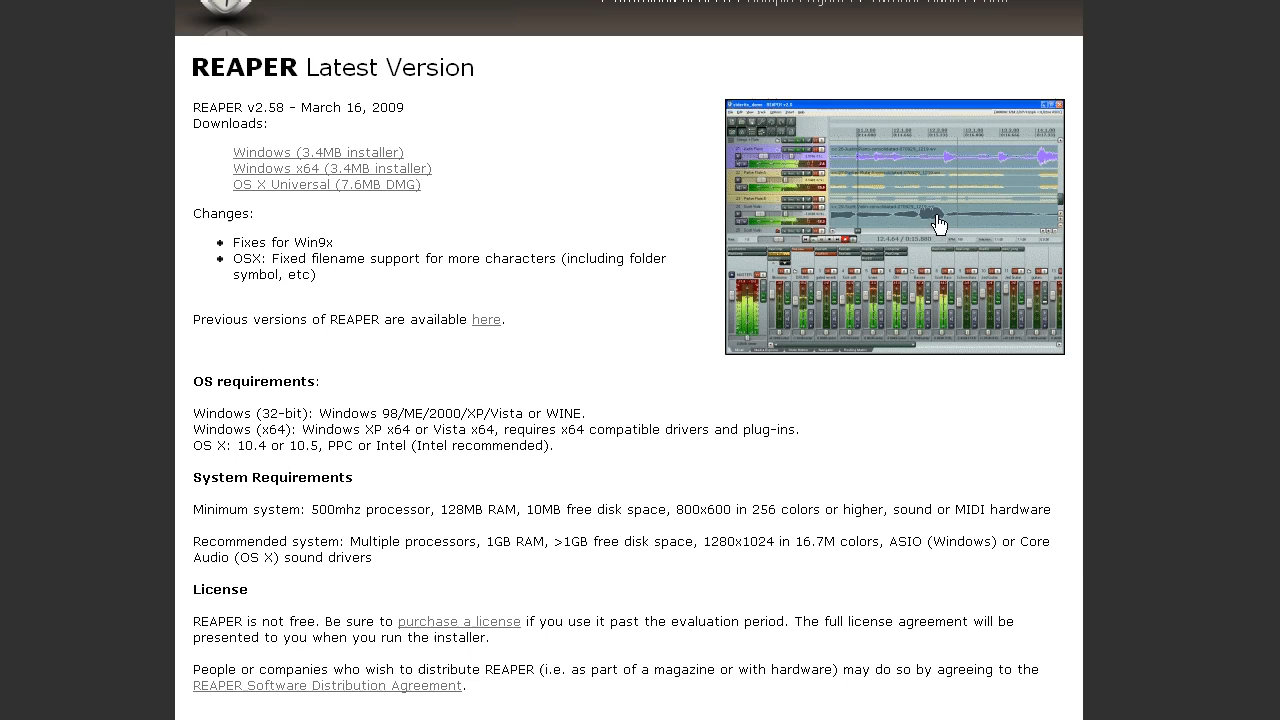 REAPER Latest Version
REAPER v2.58 - March 16, 2009
Downloads:
Windows (3.4MB installer)
Windows x64 (3.4MB installer)
OS X Universal (7.6MB DMG)
Changes:
Fixes for Win9x
OSX: better filename support for more characters (including folder
symbol, etc)
Previous versions of REAPER are available here.
OS requirements:
Windows (32-bit): Windows 98/ME/2000/XP/Vista or WINE.
Windows (x64): Windows XP x64 or Vista x64, requires x64 compatible drivers and plug-ins.
OS X: 10.4 or 10.5, PPC or Intel (Intel recommended).
System Requirements
Minimum system: 500mhz processor, 128MB RAM, 10MB free disk space, 800x600 in 256 colors or higher, sound or MIDI hardware
Recommended system: Multiple processors, 1GB RAM, >1GB free disk space, 1280x1024 in 16.7M colors, ASIO (Windows) or Core
Audio (OS X) sound drivers
License
REAPER is not free. Be sure to purchase a license if you use it past the evaluation period. The full license agreement will be
presented to you when you run the installer.
People or companies who wish to distribute REAPER (i.e. as part of a magazine or with hardware) may do so by agreeing to the
REAPER Software Distribution Agreement.